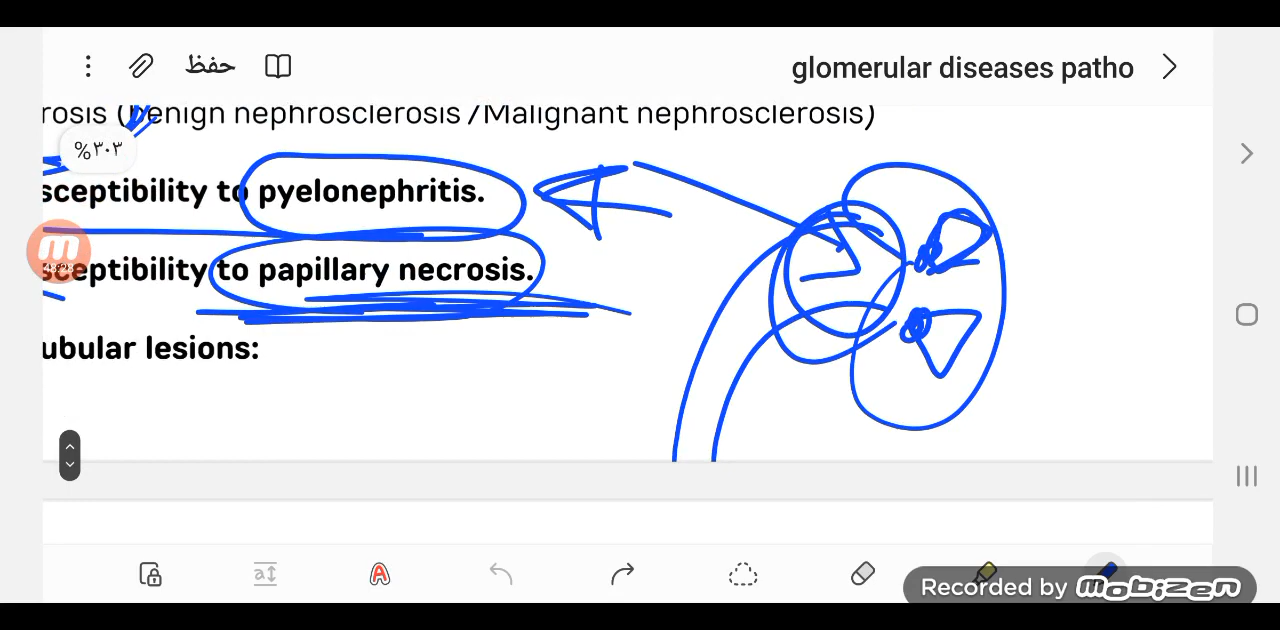 حفظ
glomerular diseases patho
rosis (benign nephrosclerosis /Malignant nephrosclerosis)
%٣٠٣
sceptibility to pyelonephritis.
sceptibility to papillary necrosis.
ubular lesions:
Recorded by mobizen